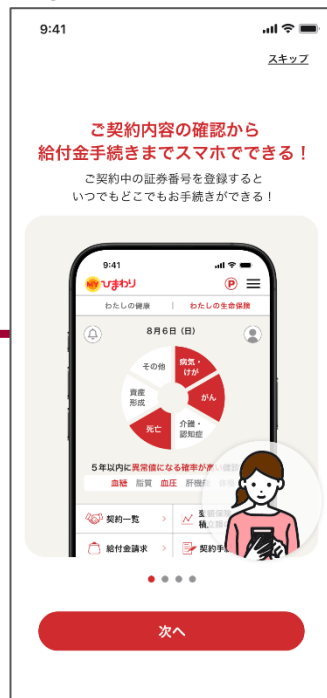 9:41
スキップ
ご契約内容の確認から
給付金手続きまでスマホでできる！
ご契約中の証券番号を登録すると
いつでもどこでもお手続きができる！
9:41
MYひまわり P
わたしの健康 わたしの生命保険
8月6日（日）
その他
病気・
けが
資産
形成
がん
死亡
介護・
認知症
5年以内に異常値になる確率が高い
血糖 脂質 血圧 肝機能
契約一覧
積立
給付金請求
契約手
次へ